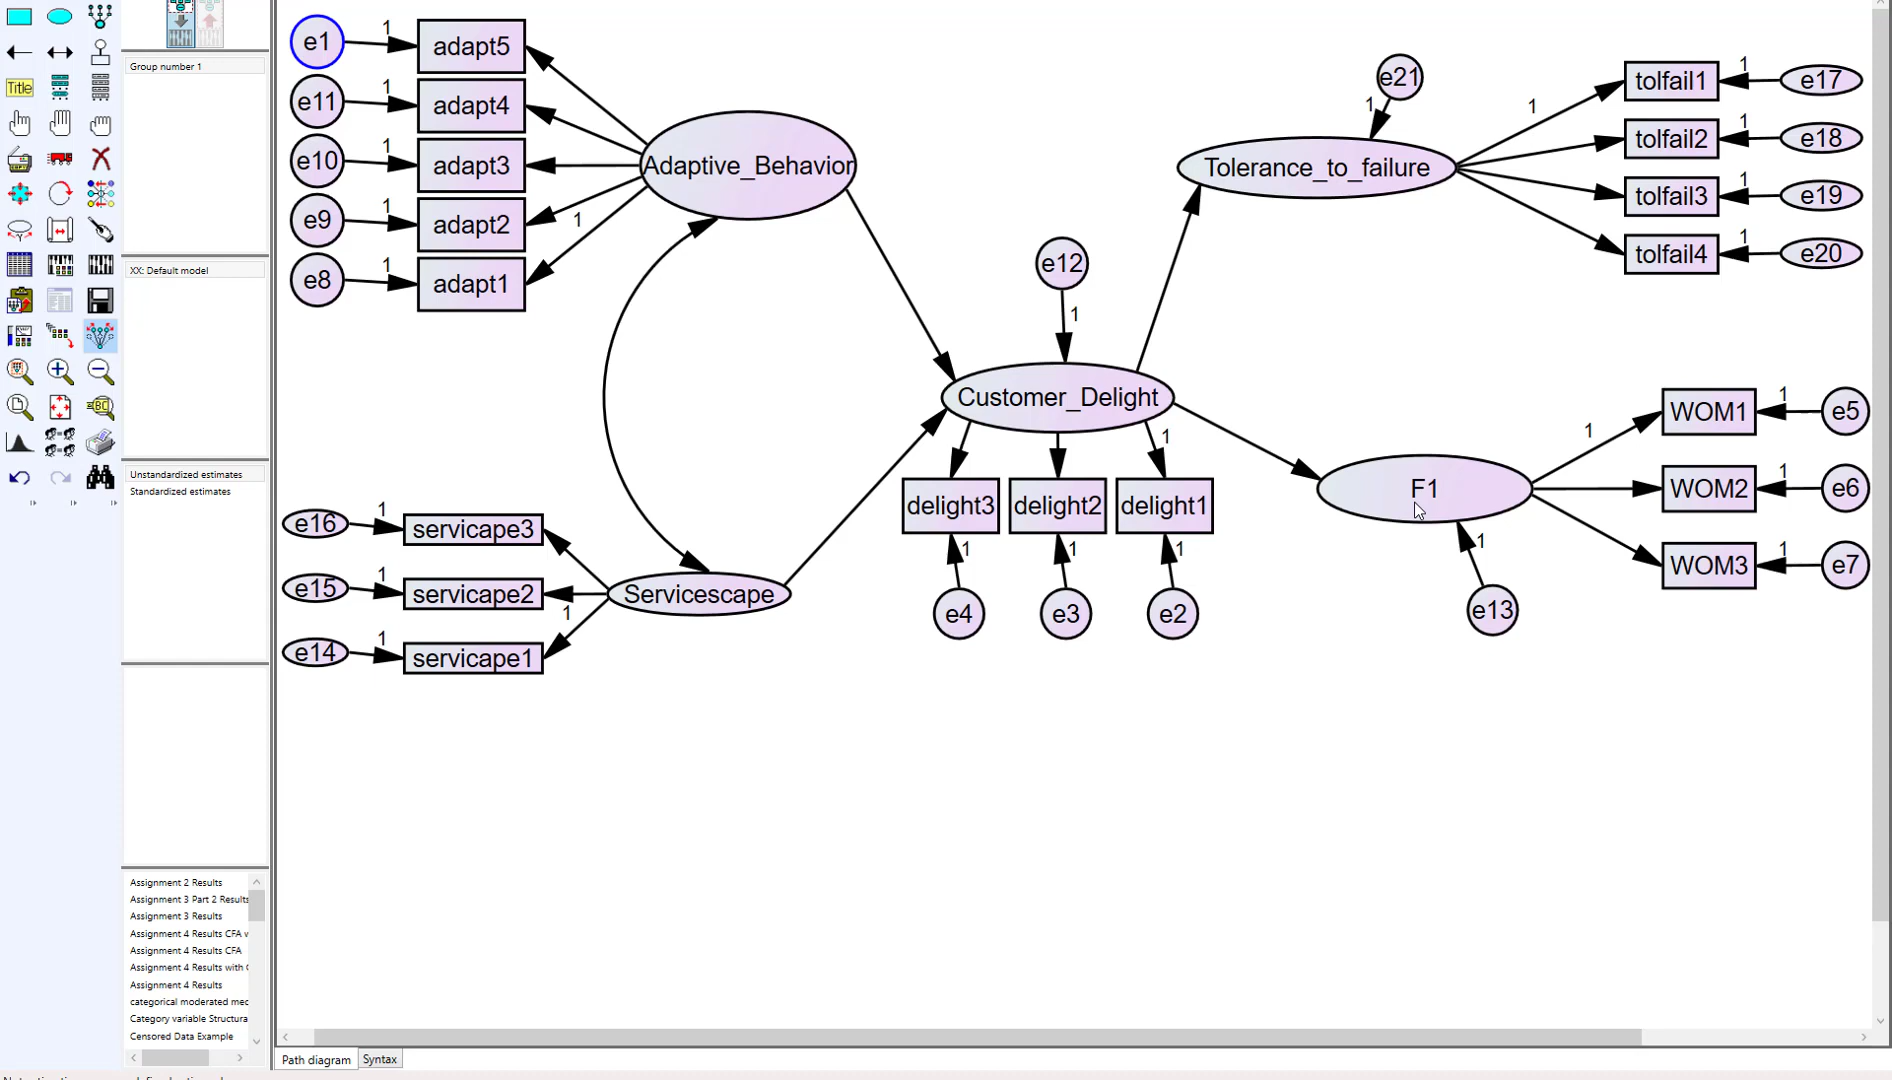 Title
Group number 1
XX: Default model
Unstandardized estimates
Standardized estimates
Assignment 2 Results
Assignment 3 Part 2 Results
Assignment 3 Results
Assignment 4 Results CFA
Assignment 4 Results CFA
Assignment 4 Results with
Assignment 4 Results
categorical moderated mec
Category variable Structura
Censored Data Example
e1 1 adapt5
e11 1 adapt4
e10 1 adapt3
e9 1 adapt2
e8 1 adapt1
1
Adaptive_Behavior
e16 1 servicape3
e15 1 servicape2
e14 1 servicape1
1
Servicescape
e12
1
Customer_Delight
1
delight3 delight2 delight1
1 1 1
e4 e3 e2
e21
1
Tolerance_to_failure
1
tolfail1 1 e17
tolfail2 1 e18
tolfail3 1 e19
tolfail4 1 e20
F1
1
1
e13
WOM1 1 e5
WOM2 1 e6
WOM3 1 e7
Path diagram Syntax